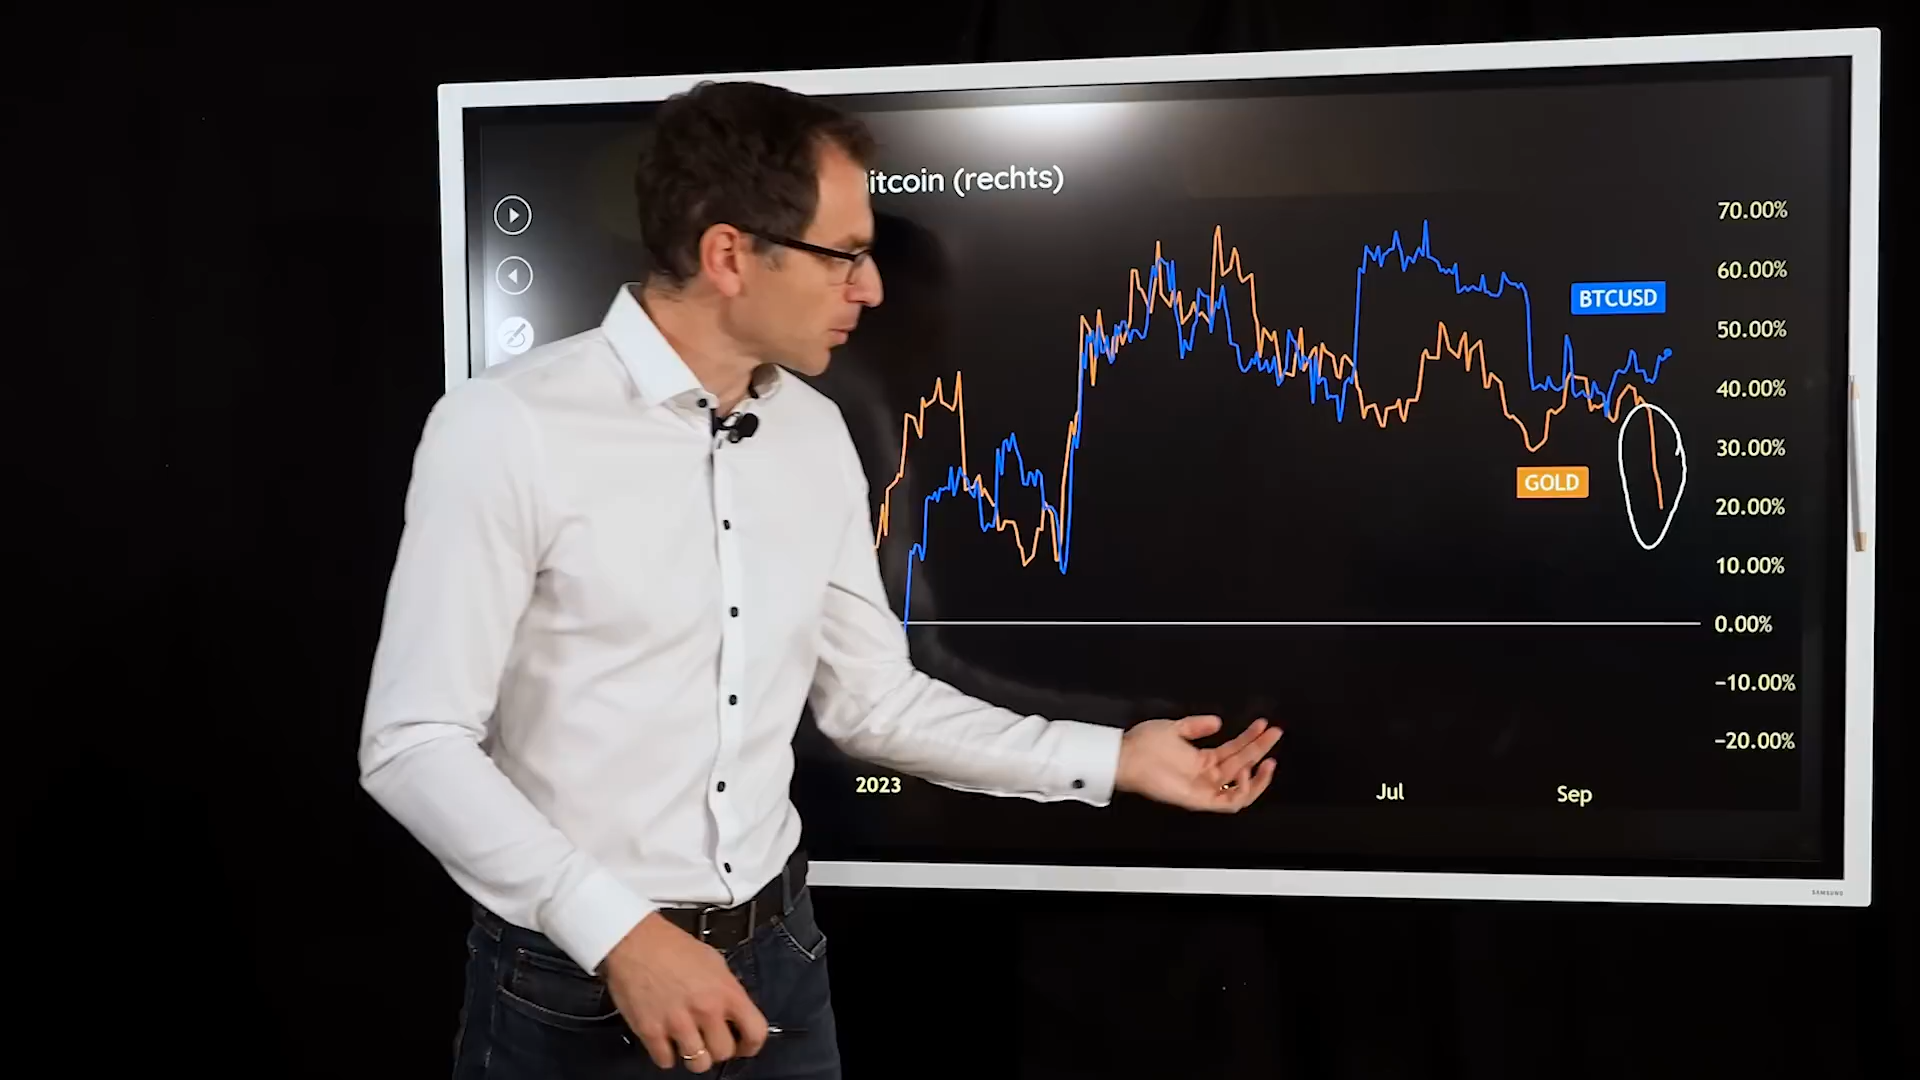 itcoin (rechts)
70.00%
60.00%
BTCUSD
50.00%
40.00%
30.00%
GOLD
20.00%
10.00%
0.00%
−10.00%
−20.00%
2023
Jul
Sep
SAMSUNG